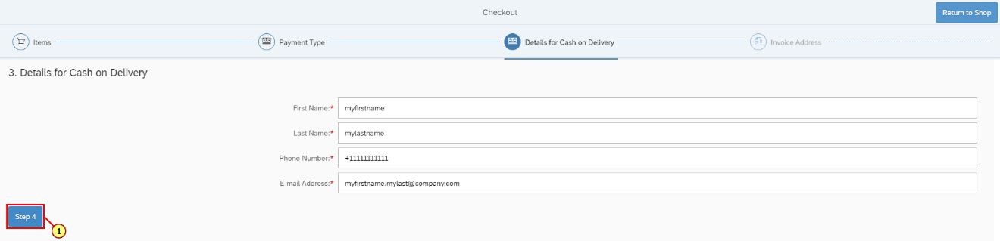 Checkout
Return to Shop
Items
Payment Type
Details for Cash on Delivery
Invoice Address
3. Details for Cash on Delivery
First Name:* myfirstname
Last Name:* mylastname
Phone Number:* +11111111111
E-mail Address:* myfirstname.mylast@company.com
Step 4
1